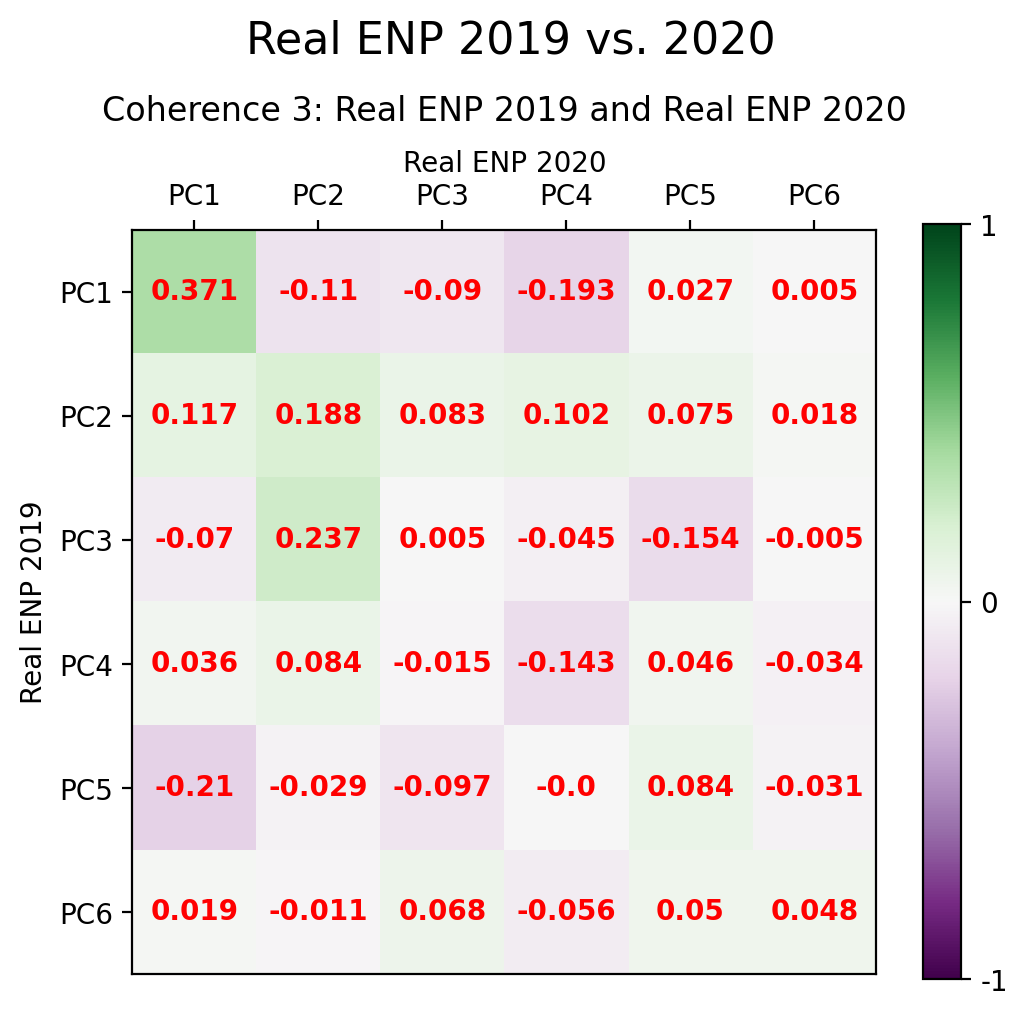 Real ENP 2019 vs. 2020
Coherence 3: Real ENP 2019 and Real ENP 2020
Real ENP 2020
PC1 PC2 PC3 PC4 PC5 PC6
1
PC1 0.371 -0.11 -0.09 -0.193 0.027 0.005
PC2 0.117 0.188 0.083 0.102 0.075 0.018
PC3 -0.07 0.237 0.005 -0.045 -0.154 -0.005
Real ENP 2019
0
PC4 0.036 0.084 -0.015 -0.143 0.046 -0.034
PC5 -0.21 -0.029 -0.097 -0.0 0.084 -0.031
PC6 0.019 -0.011 0.068 -0.056 0.05 0.048
-1